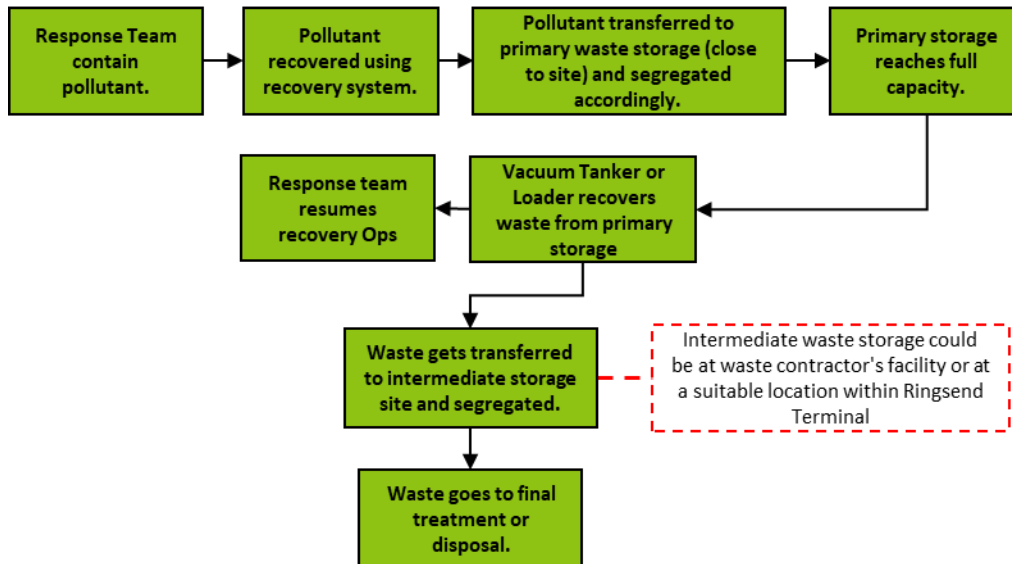 Response Team
contain
pollutant.
Pollutant
recovered using
recovery system.
Pollutant transferred to
primary waste storage (close
to site) and segregated
accordingly.
Primary storage
reaches full
capacity.
Response team
resumes
recovery Ops
Vacuum Tanker or
Loader recovers
waste from primary
storage
Waste gets transferred
to intermediate storage
site and segregated.
Intermediate waste storage could
be at waste contractor's facility or at
a suitable location within Ringsend
Terminal
Waste goes to final
treatment or
disposal.